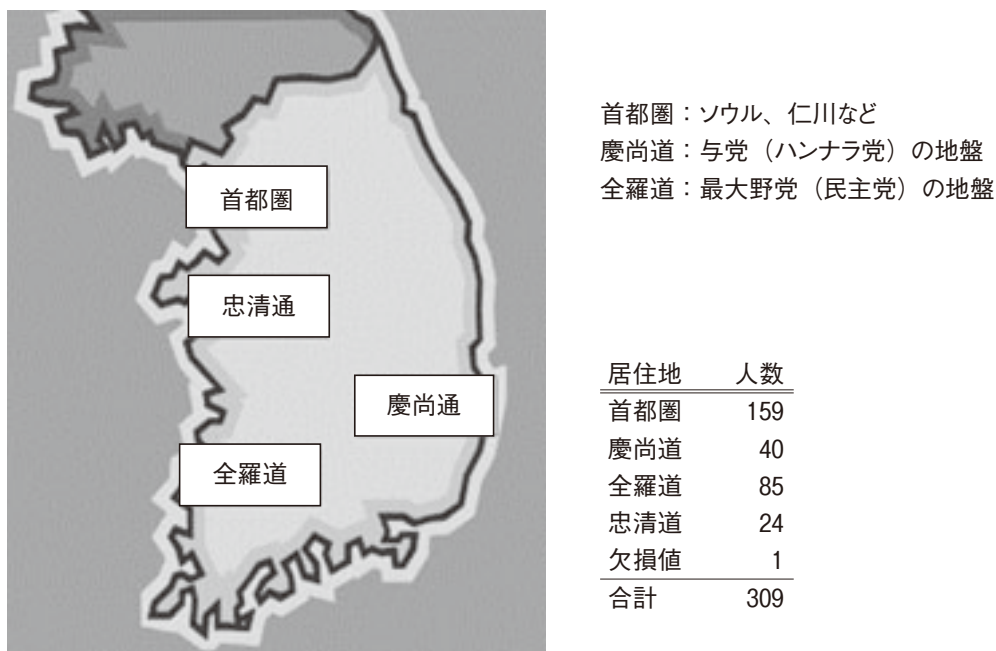 首都圏
忠清通
慶尚通
全羅道
首都圏：ソウル、仁川など
慶尚道：与党（ハンナラ党）の地盤
全羅道：最大野党（民主党）の地盤
居住地 人数
首都圏 159
慶尚道 40
全羅道 85
忠清道 24
欠損値 1
合計 309